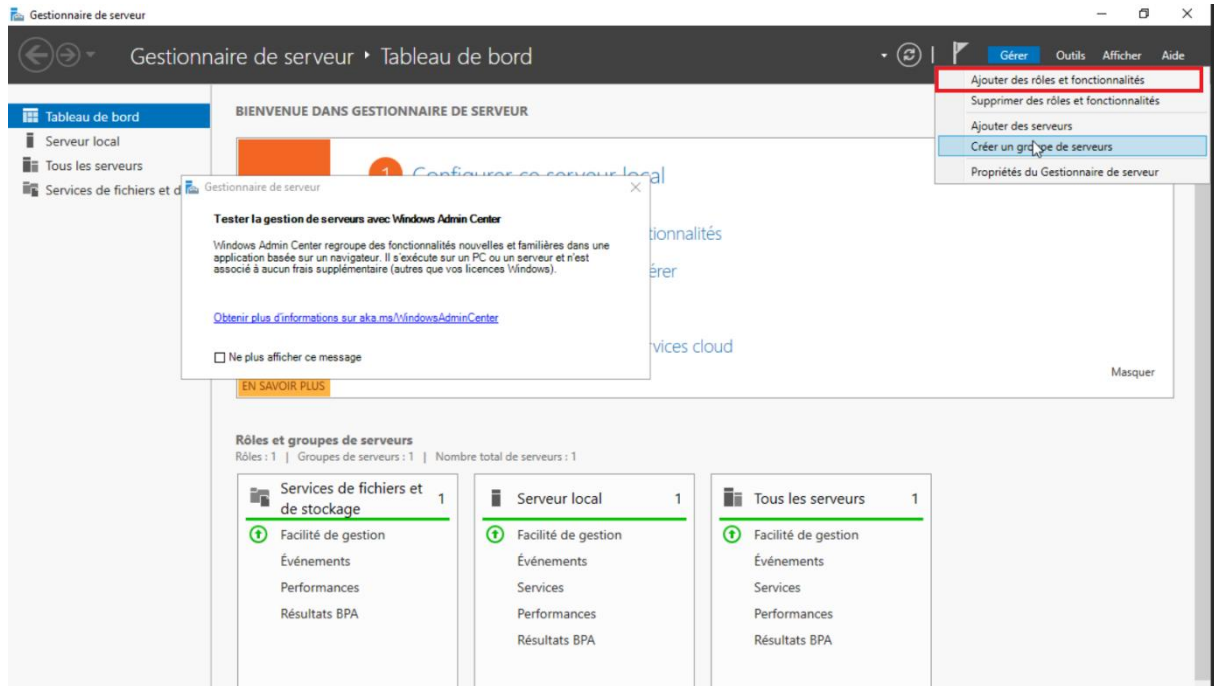 Gestionnaire de serveur
Gestionnaire de serveur ‣ Tableau de bord
Gérer Outils Afficher Aide
Ajouter des rôles et fonctionnalités
Supprimer des rôles et fonctionnalités
Ajouter des serveurs
Créer un groupe de serveurs
Propriétés du Gestionnaire de serveur
Tableau de bord
Serveur local
Tous les serveurs
Services de fichiers et d
BIENVENUE DANS GESTIONNAIRE DE SERVEUR
1 Configurer ce serveur local
tionnalités
érer
vices cloud
EN SAVOIR PLUS
Masquer
Gestionnaire de serveur
Tester la gestion de serveurs avec Windows Admin Center
Windows Admin Center regroupe des fonctionnalités nouvelles et familières dans une
application basée sur un navigateur. Il s'exécute sur un PC ou un serveur et n'est
associé à aucun frais supplémentaire (autres que vos licences Windows).
Obtenir plus d'informations sur aka.ms/WindowsAdminCenter
Ne plus afficher ce message
Rôles et groupes de serveurs
Rôles : 1 | Groupes de serveurs : 1 | Nombre total de serveurs : 1
Services de fichiers et
de stockage 1
Facilité de gestion
Événements
Performances
Résultats BPA
Serveur local 1
Facilité de gestion
Événements
Services
Performances
Résultats BPA
Tous les serveurs 1
Facilité de gestion
Événements
Services
Performances
Résultats BPA